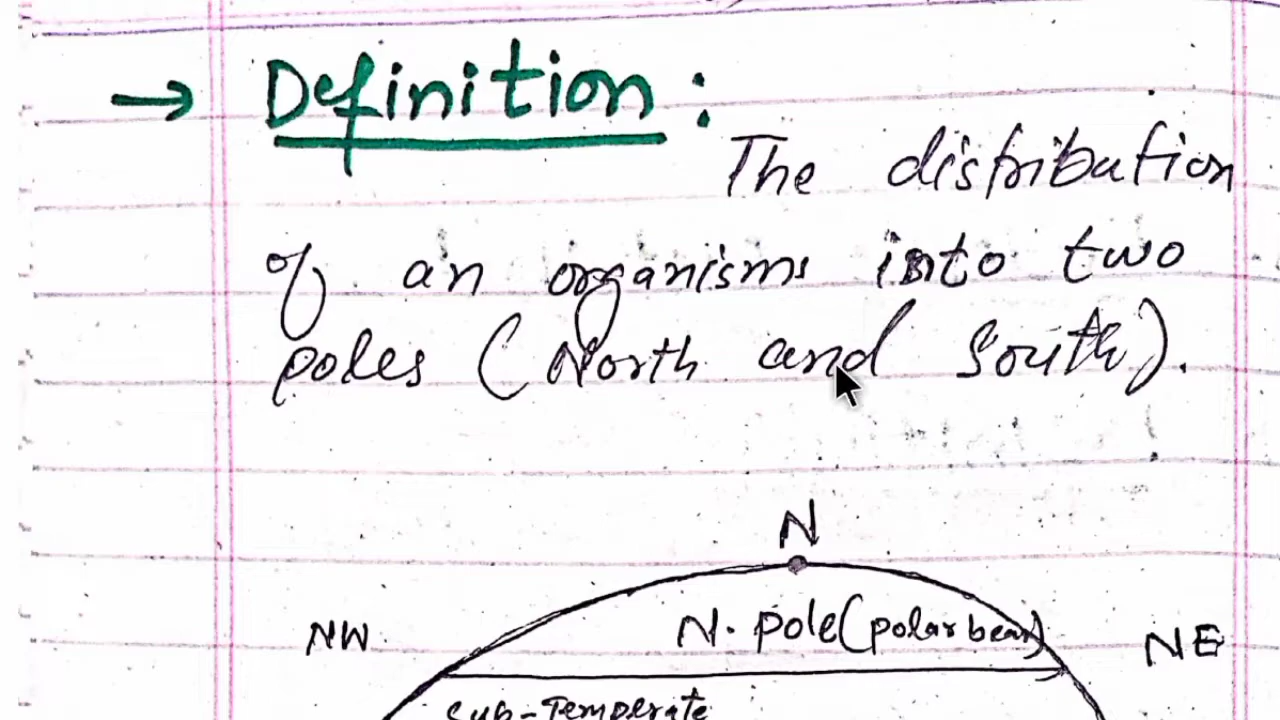 → Definition:
The distribution
of an organisms into two
poles (North and South).
N
N. pole (polar bear)
NW
NE
sub-Temperate